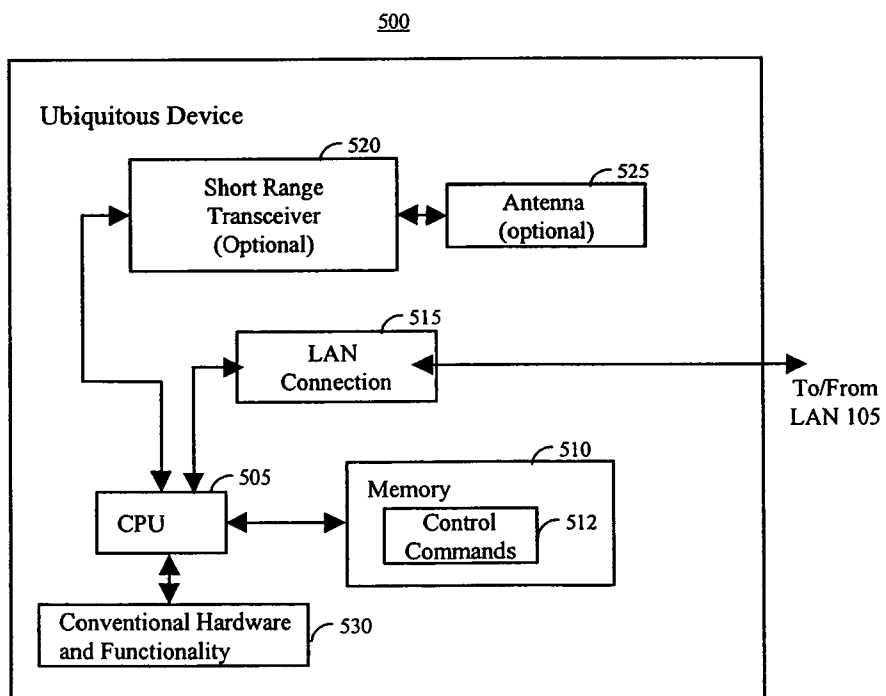 500
Ubiquitous Device
520
Short Range
Transceiver
(Optional)
525
Antenna
(optional)
515
LAN
Connection
To/From
LAN 105
505
CPU
510
Memory
Control
Commands
512
Conventional Hardware
and Functionality
530